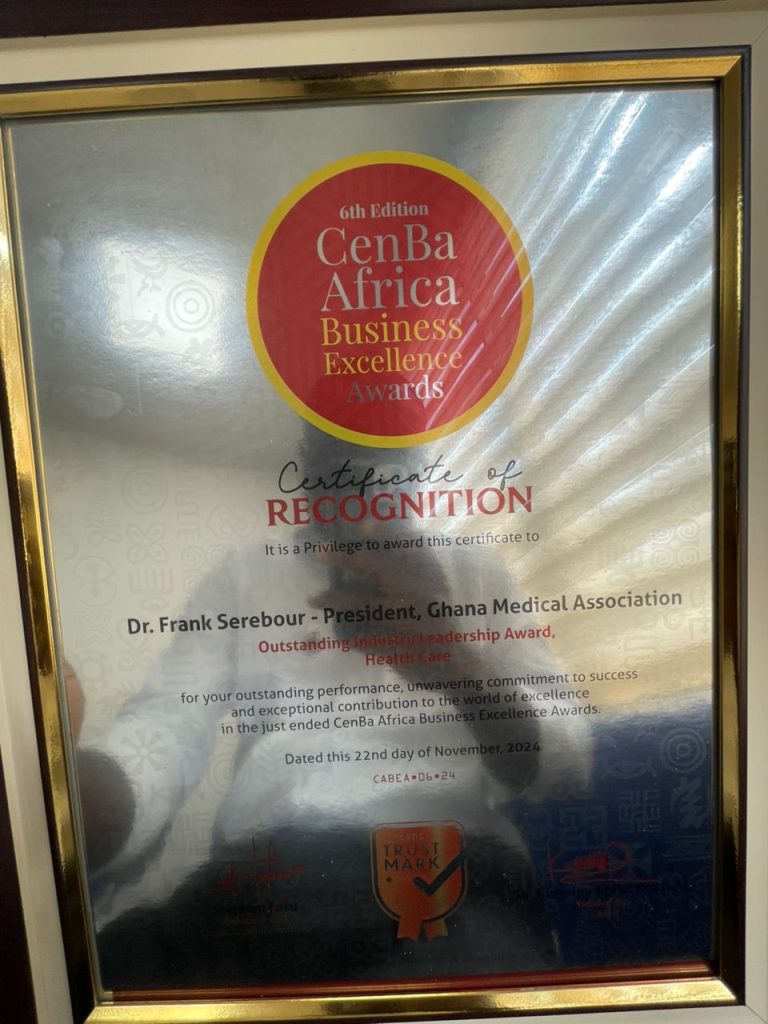 6th Edition
CenBa
Africa
Business
Excellence
Awards
Certificate of
RECOGNITION
It is a Privilege to award this certificate to
Dr. Frank Serebour - President, Ghana Medical Association
Outstanding Industry Leadership Award,
Health Care
for your outstanding performance, unwavering commitment to success
and exceptional contribution to the world of excellence
in the just ended CenBa Africa Business Excellence Awards.
Dated this 22nd day of November, 2024
CABEA•06•24
TRUST
MARK
Stephen Fosu
Dr.